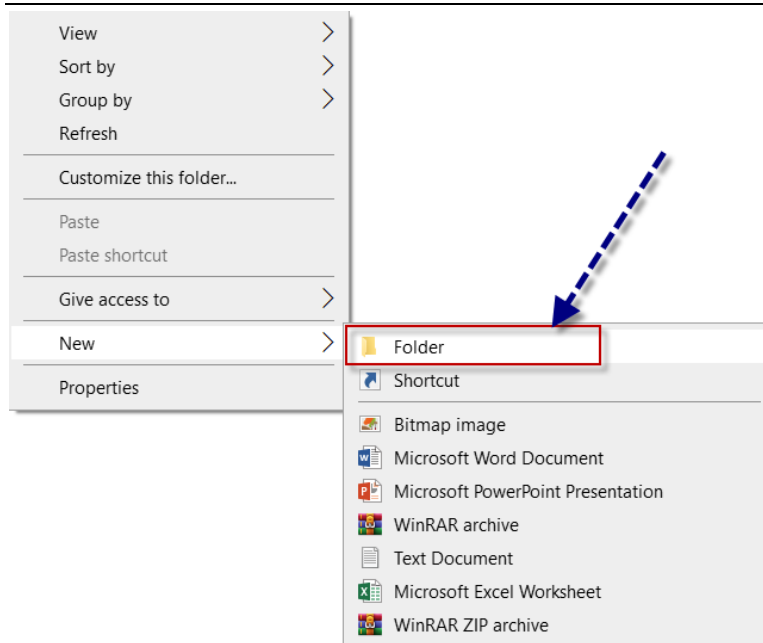 View
Sort by
Group by
Refresh
Customize this folder...
Paste
Paste shortcut
Give access to
New
Properties
Folder
Shortcut
Bitmap image
Microsoft Word Document
Microsoft PowerPoint Presentation
WinRAR archive
Text Document
Microsoft Excel Worksheet
WinRAR ZIP archive